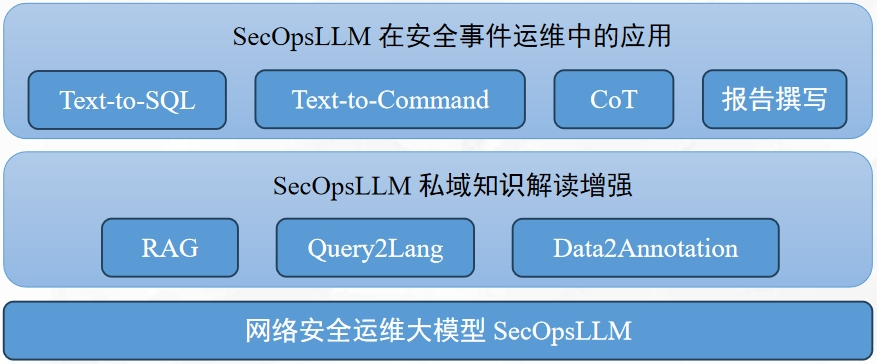 SecOpsLLM 在安全事件运维中的应用
Text-to-SQL
Text-to-Command
CoT
报告撰写
SecOpsLLM 私域知识解读增强
RAG
Query2Lang
Data2Annotation
网络安全运维大模型 SecOpsLLM